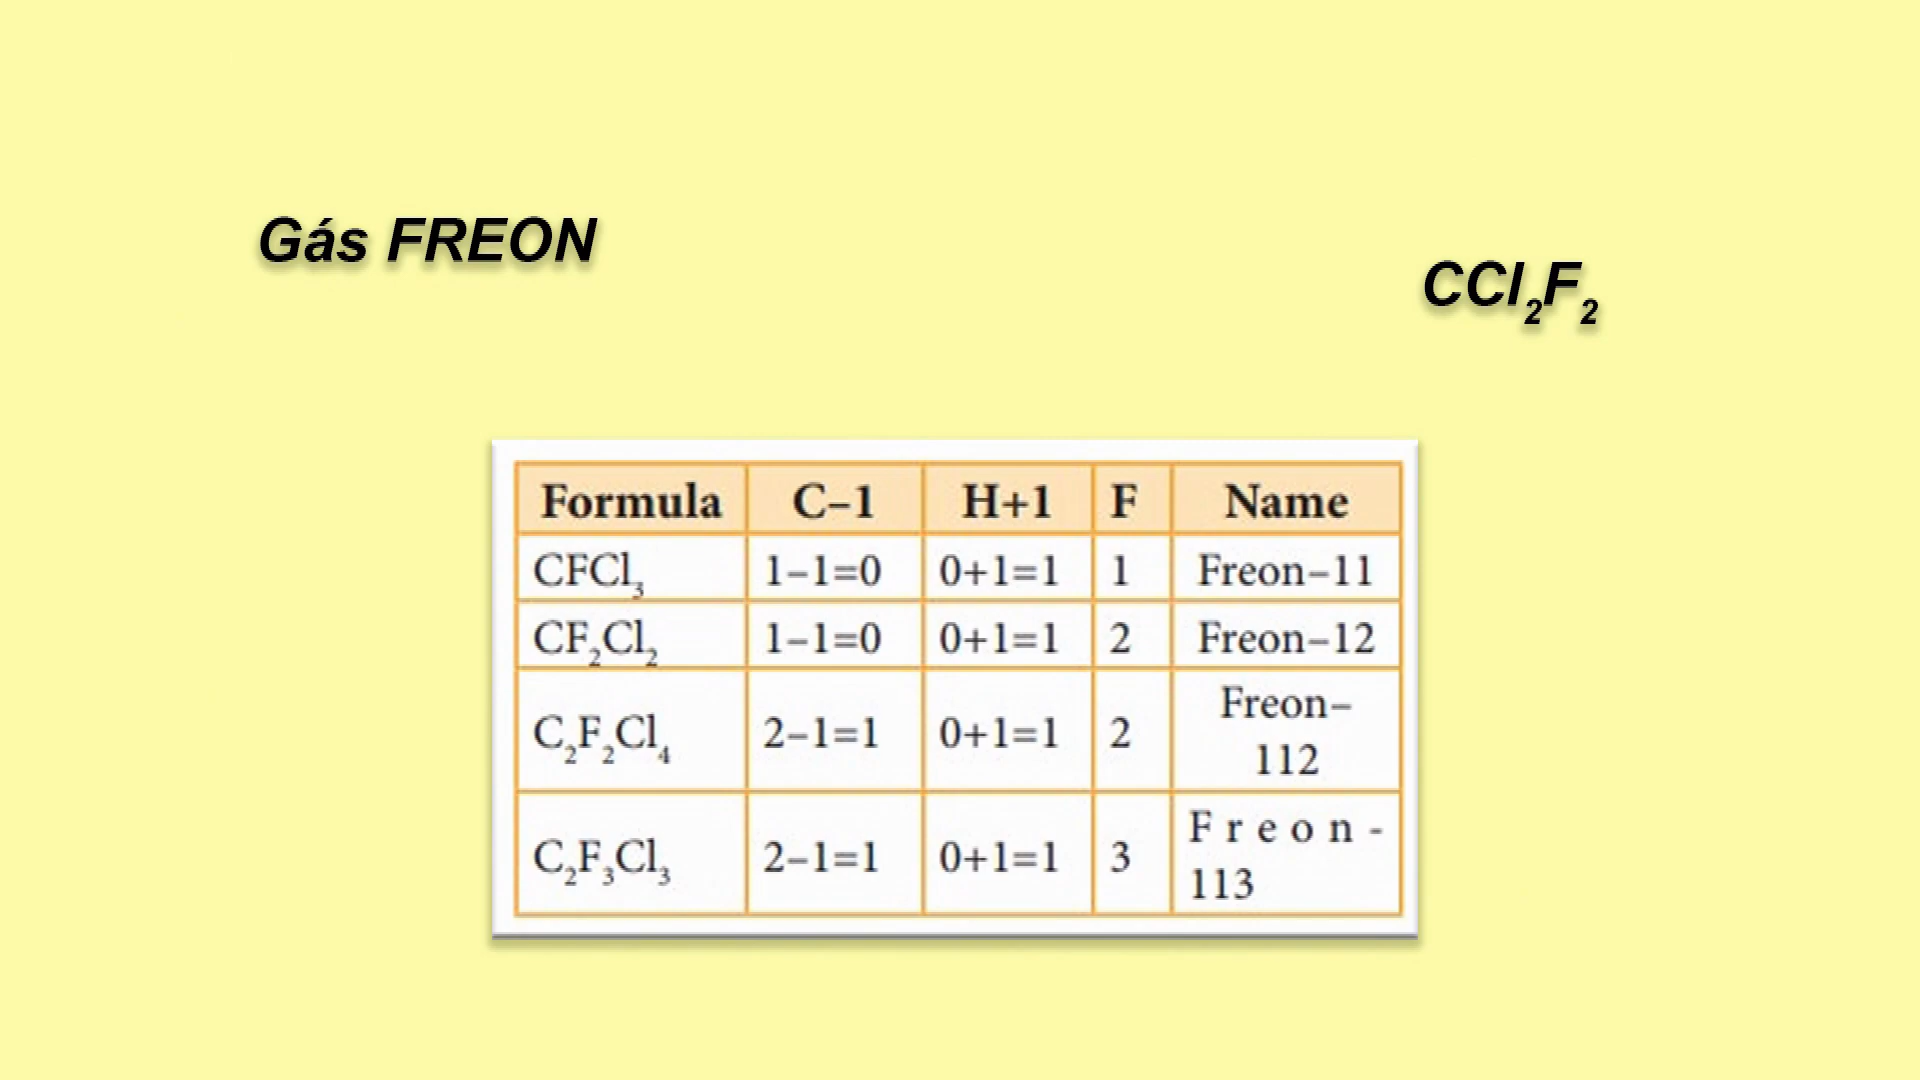 Gás FREON
CCl₂F₂
Formula C–1 H+1 F Name
CFCl₃ 1–1=0 0+1=1 1 Freon–11
CF₂Cl₂ 1–1=0 0+1=1 2 Freon–12
C₂F₂Cl₄ 2–1=1 0+1=1 2 Freon–
112
C₂F₃Cl₃ 2–1=1 0+1=1 3 Freon-
113